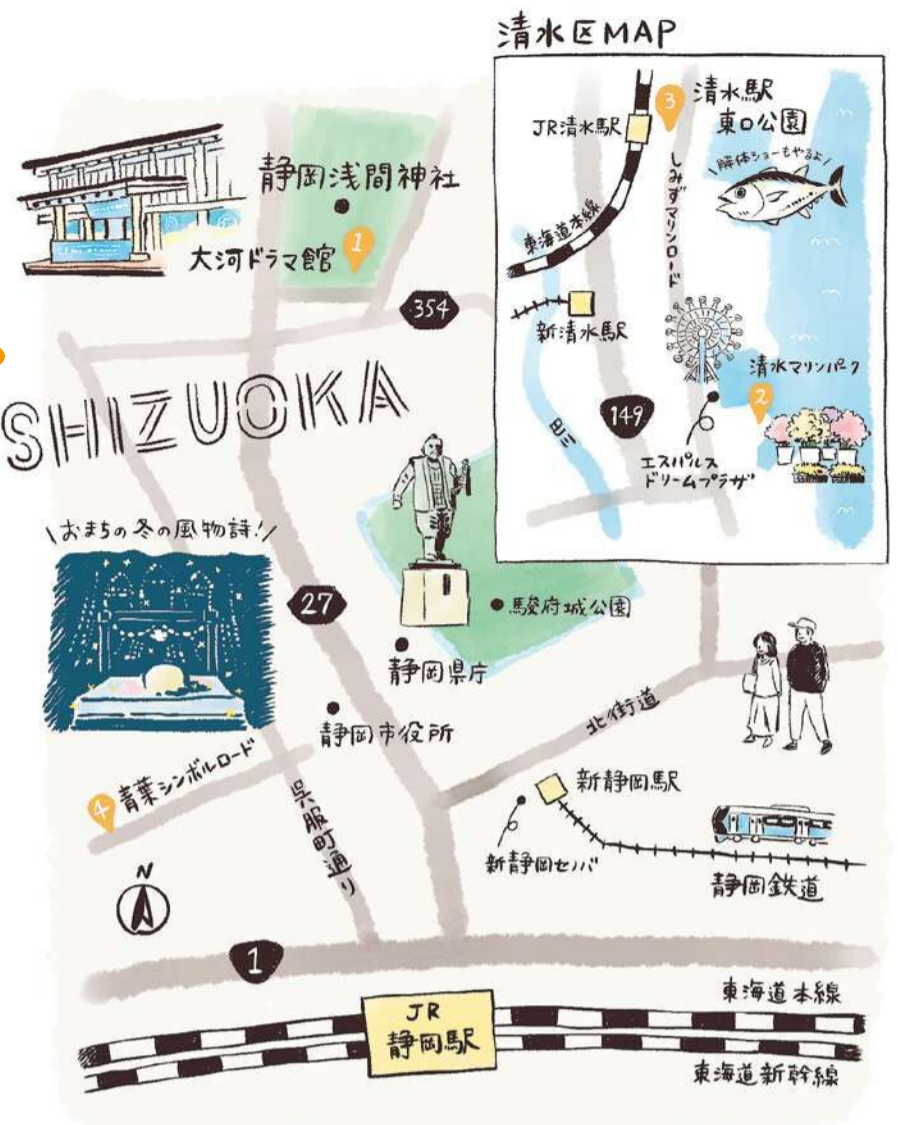 清水区MAP
3
清水駅
東口公園
JR清水駅
\解体ショーもやるよ/
しみずマリンロード
東海道本線
新清水駅
清水マリンパーク
2
149
巴川
エスパルス
ドリームプラザ
静岡浅間神社
大河ドラマ館
1
354
SHIZUOKA
\おまちの冬の風物詩!/
27
駿府城公園
静岡県庁
静岡市役所
北街道
青葉シンボルロード
4
呉服町通り
新静岡駅
新静岡セノバ
静岡鉄道
N
1
東海道本線
JR
静岡駅
東海道新幹線